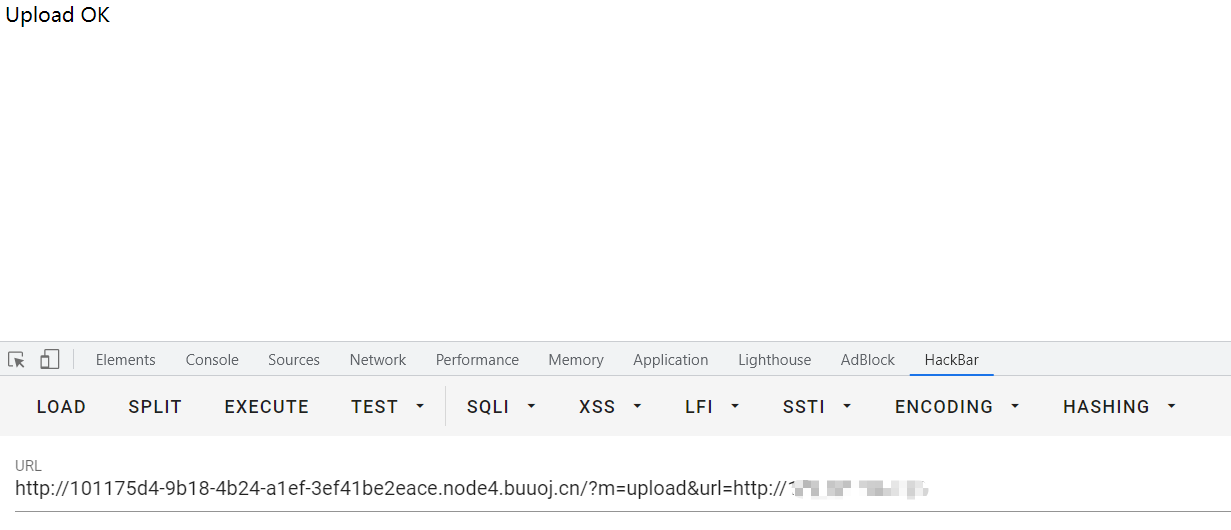 Upload OK
Elements Console Sources Network Performance Memory Application Lighthouse AdBlock HackBar
LOAD SPLIT EXECUTE TEST SQLI XSS LFI SSTI ENCODING HASHING
URL
http://101175d4-9b18-4b24-a1ef-3ef41be2eace.node4.buuoj.cn/?m=upload&url=http://